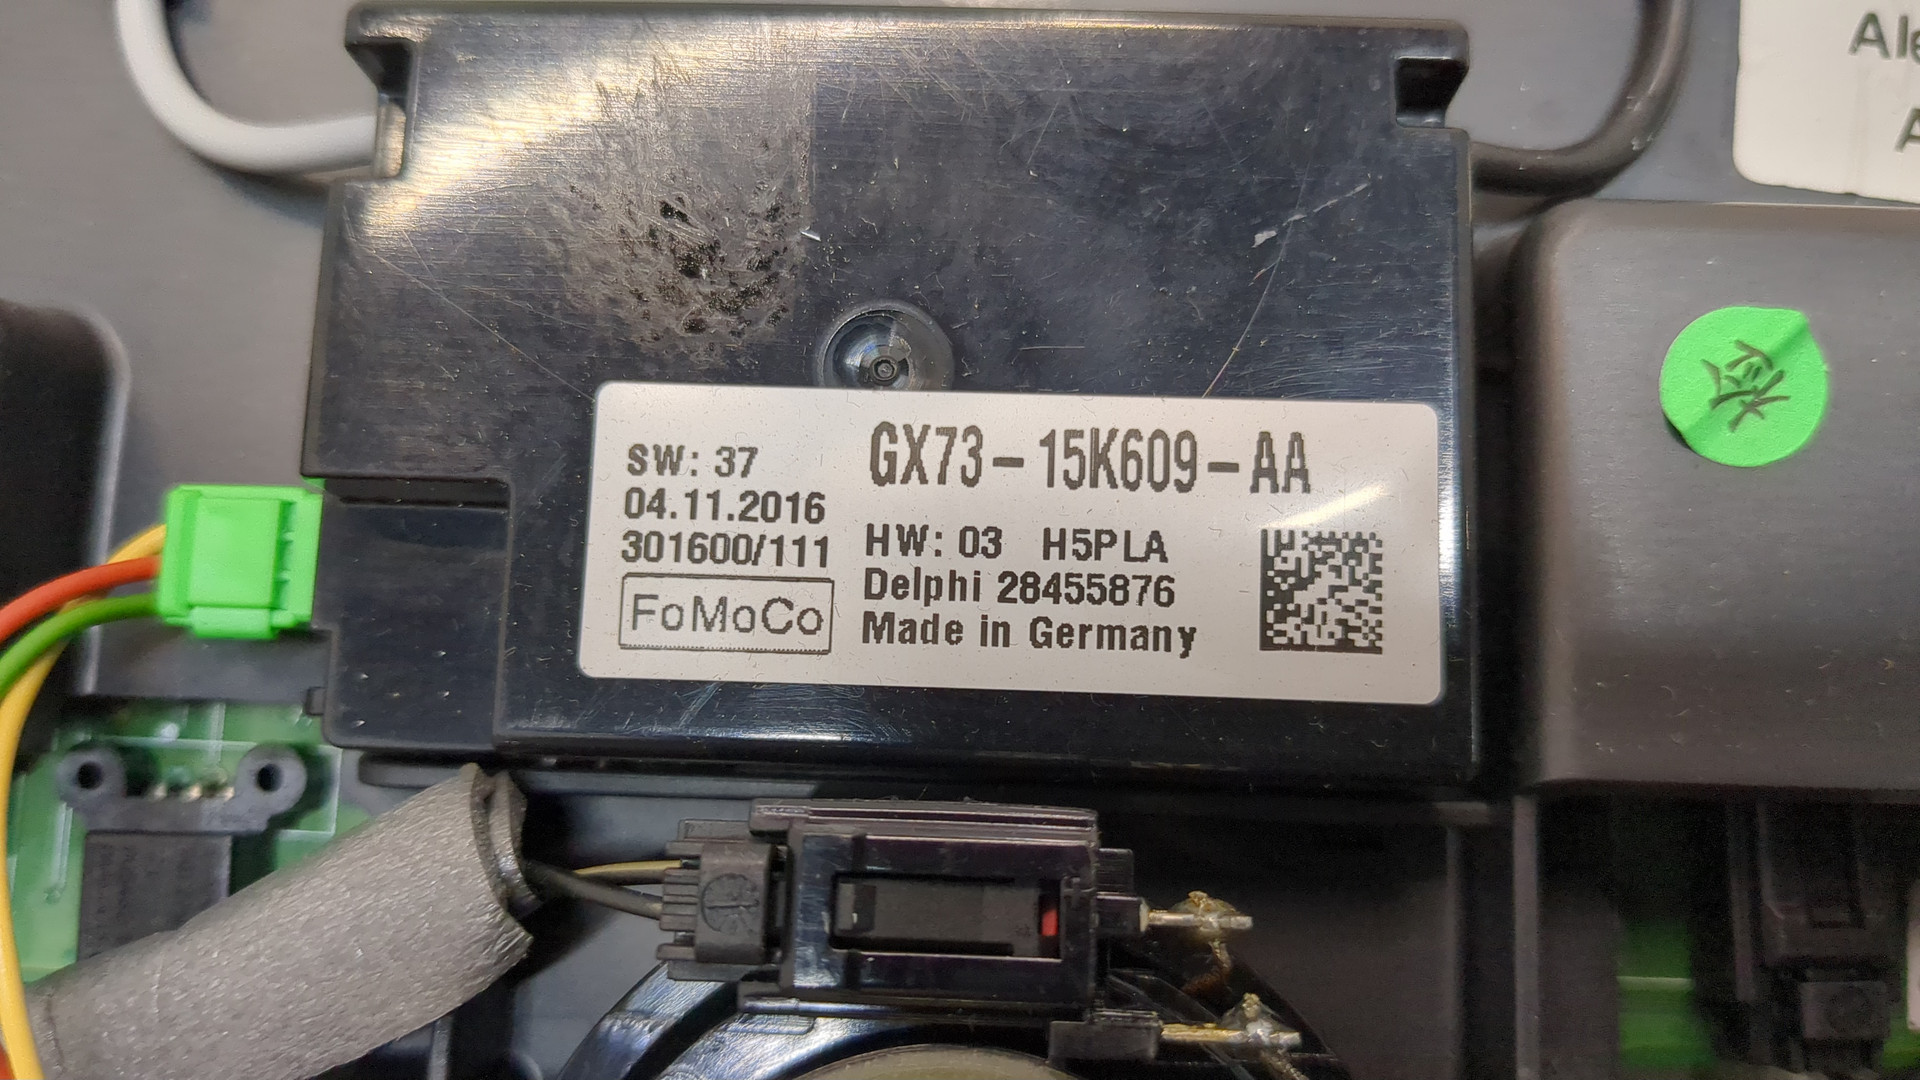 Ale
A
SW: 37
04.11.2016
301600/111
FoMoCo
GX73-15K609-AA
HW: 03 H5PLA
Delphi 28455876
Made in Germany